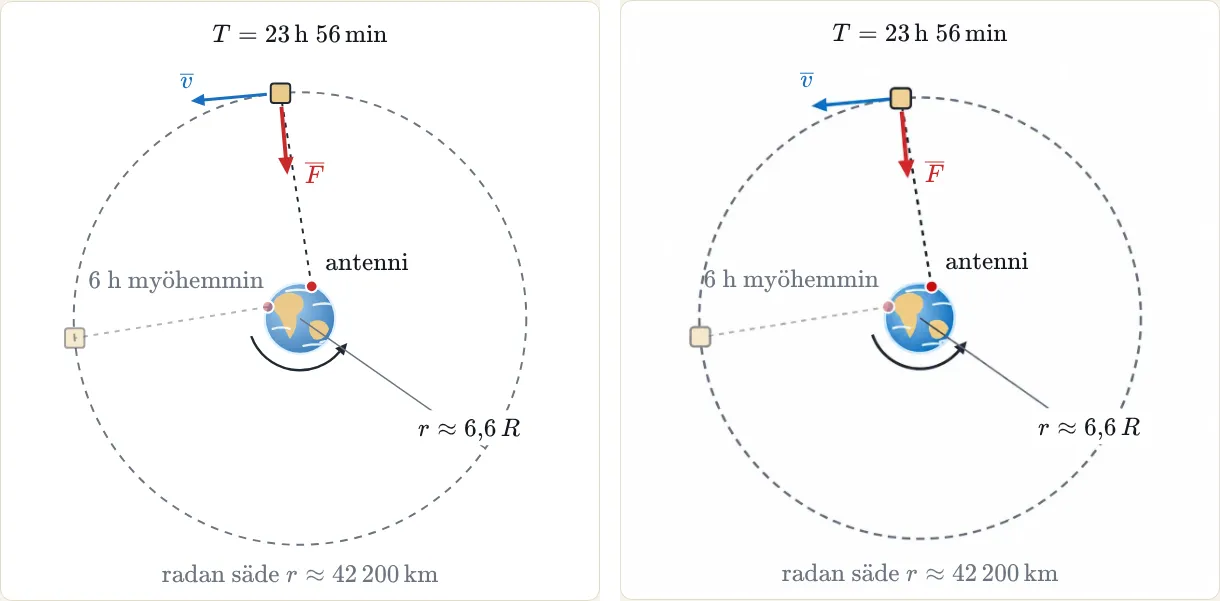 T = 23 h 56 min
v̅
F̅
antenni
6 h myöhemmin
r ≈ 6,6 R
radan säde r ≈ 42 200 km
T = 23 h 56 min
v̅
F̅
antenni
6 h myöhemmin
r ≈ 6,6 R
radan säde r ≈ 42 200 km